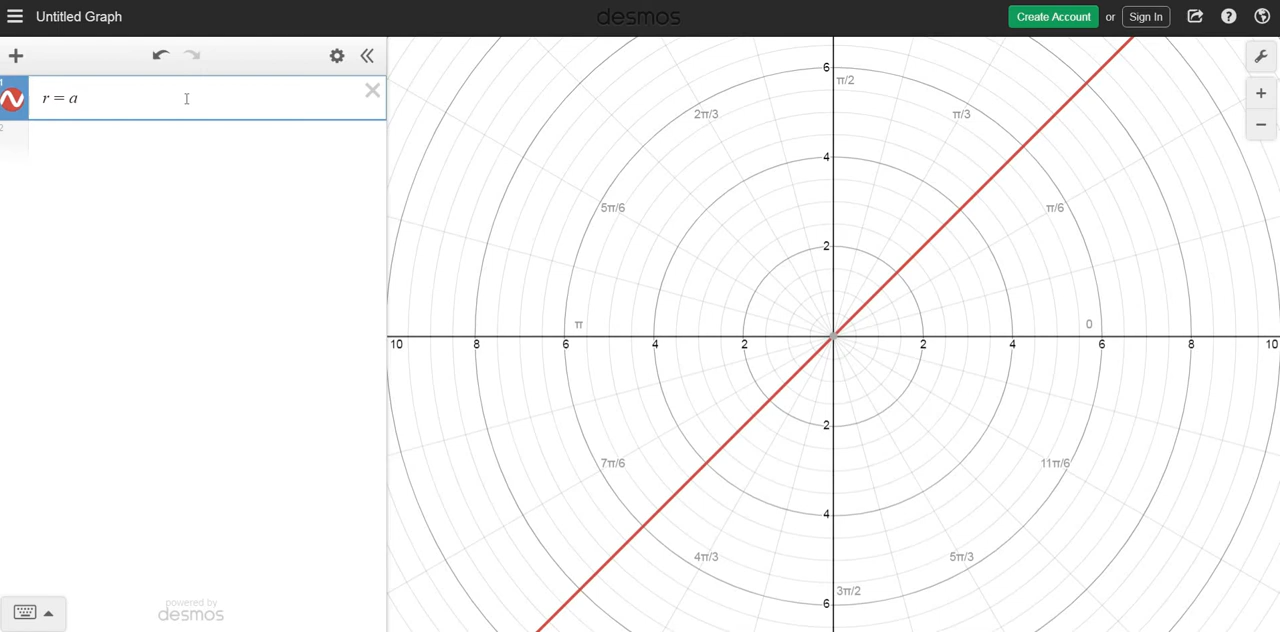 Untitled Graph
desmos
Create Account or Sign In
1
r = a
2
powered by
desmos
6
π/2
2π/3
π/3
4
5π/6
π/6
2
π
0
10 8 6 4 2 2 4 6 8 10
2
7π/6
11π/6
4
4π/3
5π/3
3π/2
6